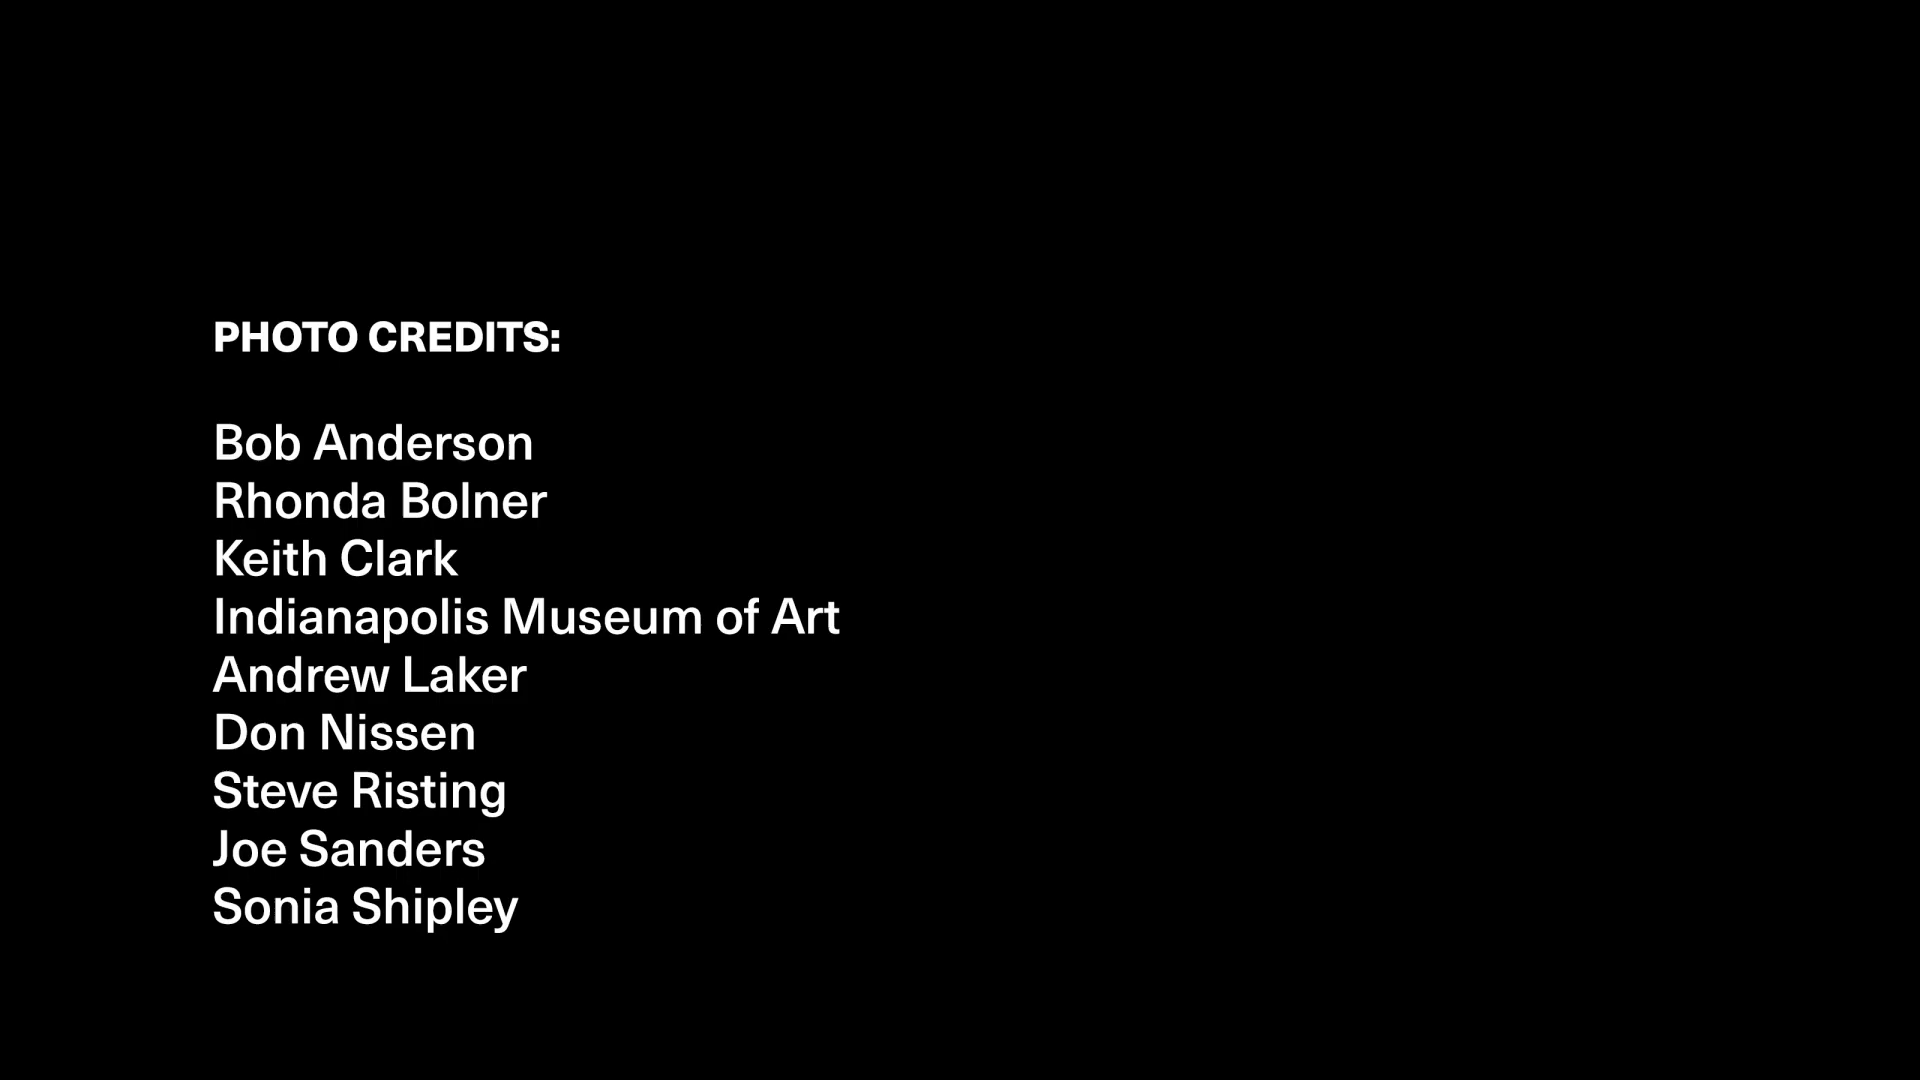 PHOTO CREDITS:
Bob Anderson
Rhonda Bolner
Keith Clark
Indianapolis Museum of Art
Andrew Laker
Don Nissen
Steve Risting
Joe Sanders
Sonia Shipley